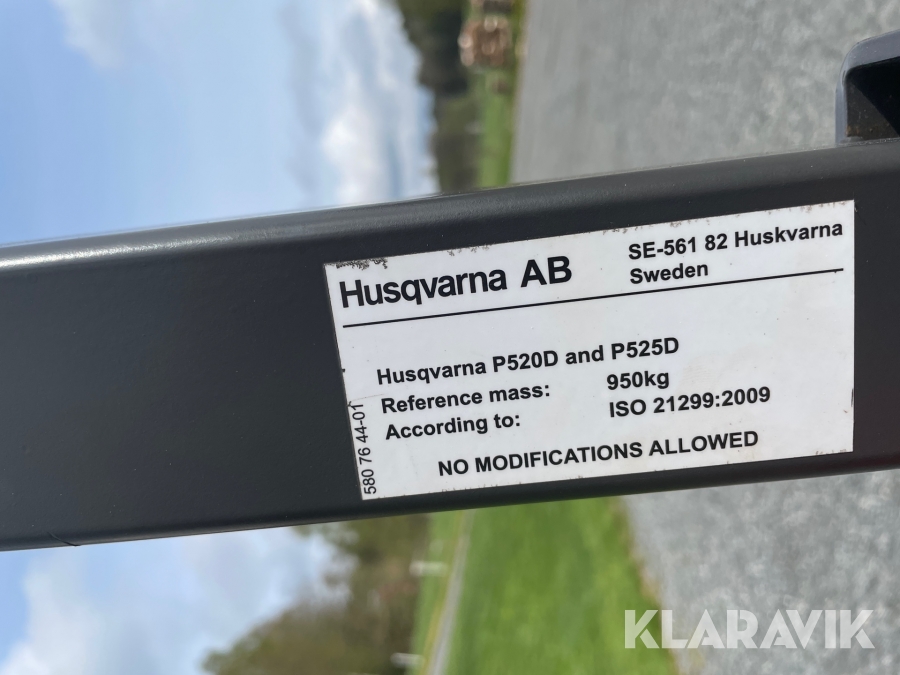 Husqvarna AB
SE-561 82 Huskvarna
Sweden
Husqvarna P520D and P525D
Reference mass: 950kg
According to: ISO 21299:2009
NO MODIFICATIONS ALLOWED
580 76 44-01
KLARAVIK